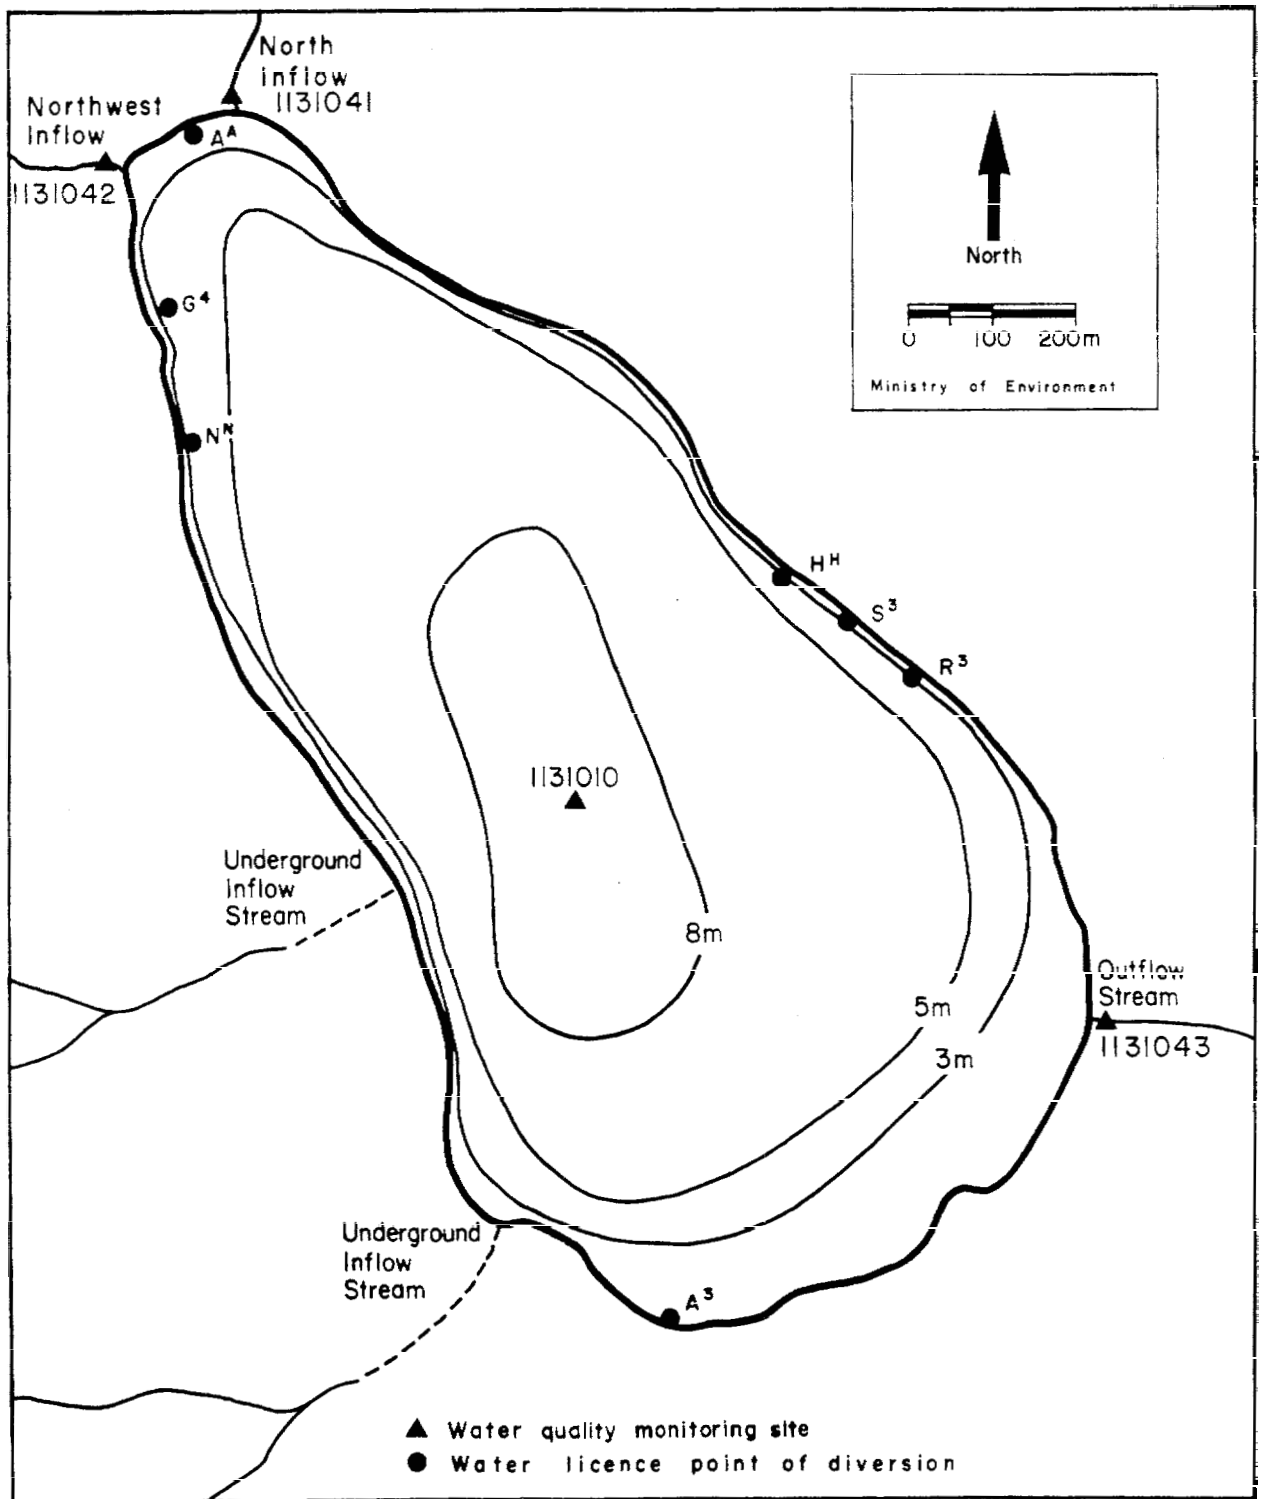 North
inflow
1131041
Northwest
Inflow
1131042
A^A
G^4
N^N
North
0 100 200m
Ministry of Environment
H^H
S^3
R^3
1131010
Underground
Inflow
Stream
8m
5m
3m
Outflow
Stream
1131043
Underground
Inflow
Stream
A^3
Water quality monitoring site
Water licence point of diversion